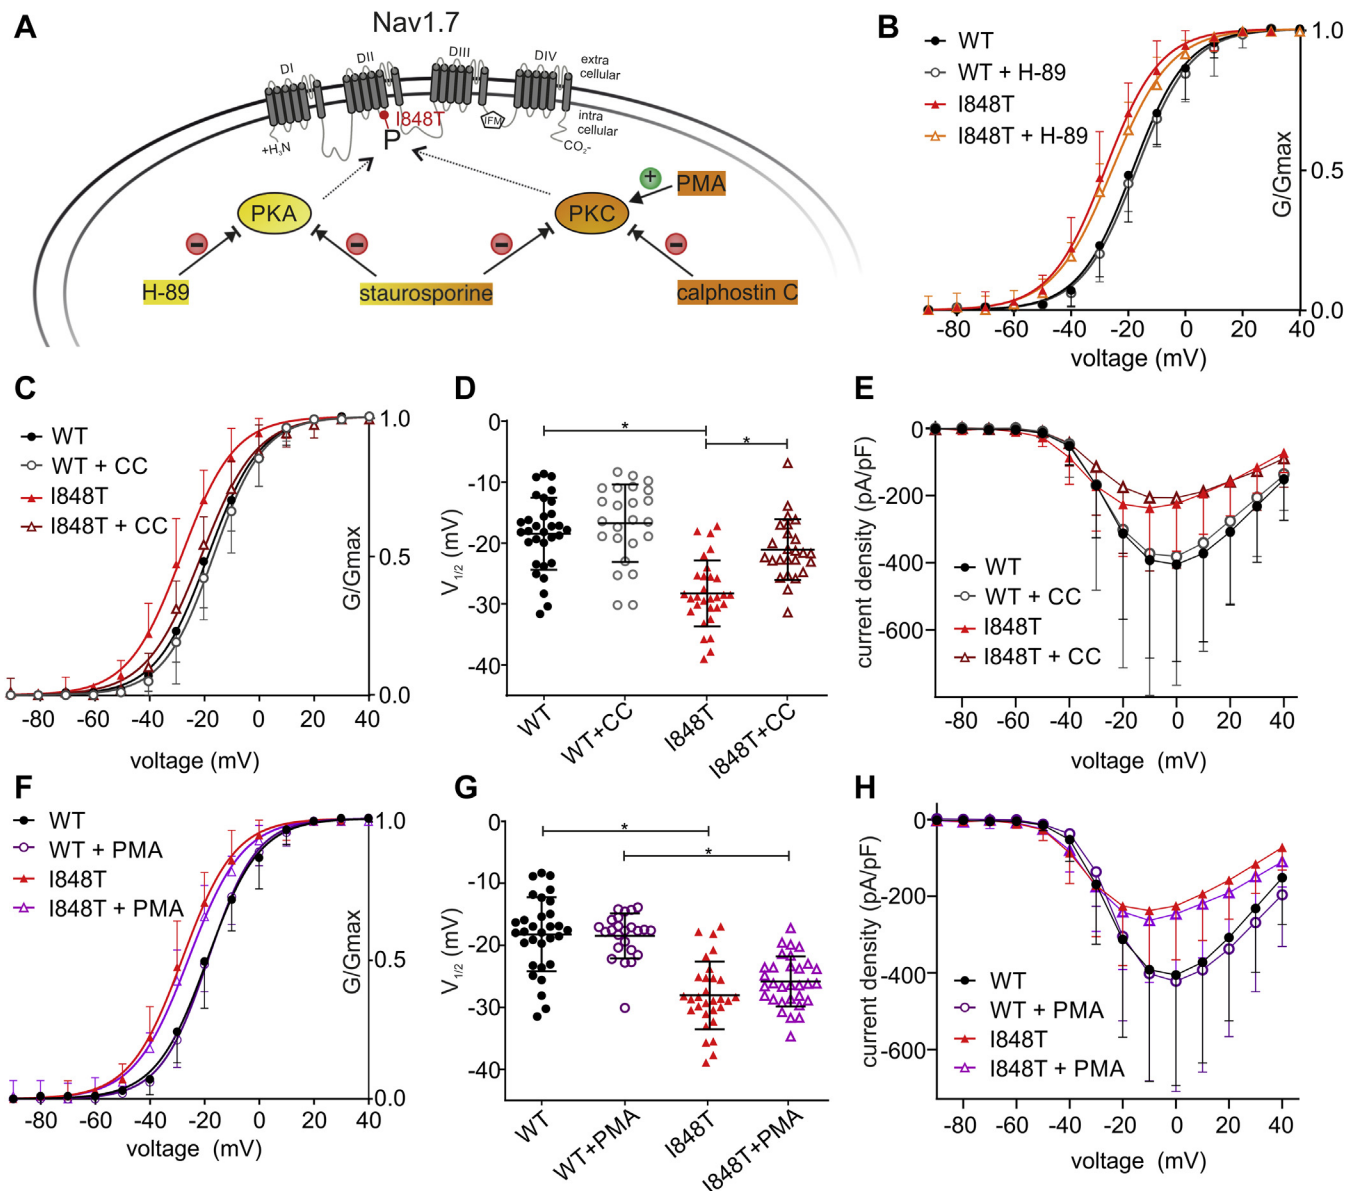 A
Nav1.7
DI
DII
DIII
DIV
extra
cellular
intra
cellular
I848T
IFM
+H₃N
P
CO₂-
PKA
PKC
+
PMA
H-89
staurosporine
calphostin C
B
WT
WT + H-89
I848T
I848T + H-89
1.0
0.5
0.0
G/Gmax
-80 -60 -40 -20 0 20 40
voltage (mV)
C
WT
WT + CC
I848T
I848T + CC
1.0
0.5
0.0
G/Gmax
-80 -60 -40 -20 0 20 40
voltage (mV)
D
0
-10
-20
-30
-40
V1/2 (mV)
*
*
WT
WT+CC
I848T
I848T+CC
E
0
-200
-400
-600
current density (pA/pF)
WT
WT + CC
I848T
I848T + CC
-80 -60 -40 -20 0 20 40
voltage (mV)
F
WT
WT + PMA
I848T
I848T + PMA
1.0
0.5
0.0
G/Gmax
-80 -60 -40 -20 0 20 40
voltage (mV)
G
0
-10
-20
-30
-40
V1/2 (mV)
*
*
WT
WT+PMA
I848T
I848T+PMA
H
0
-200
-400
-600
current density (pA/pF)
WT
WT + PMA
I848T
I848T + PMA
-80 -60 -40 -20 0 20 40
voltage (mV)